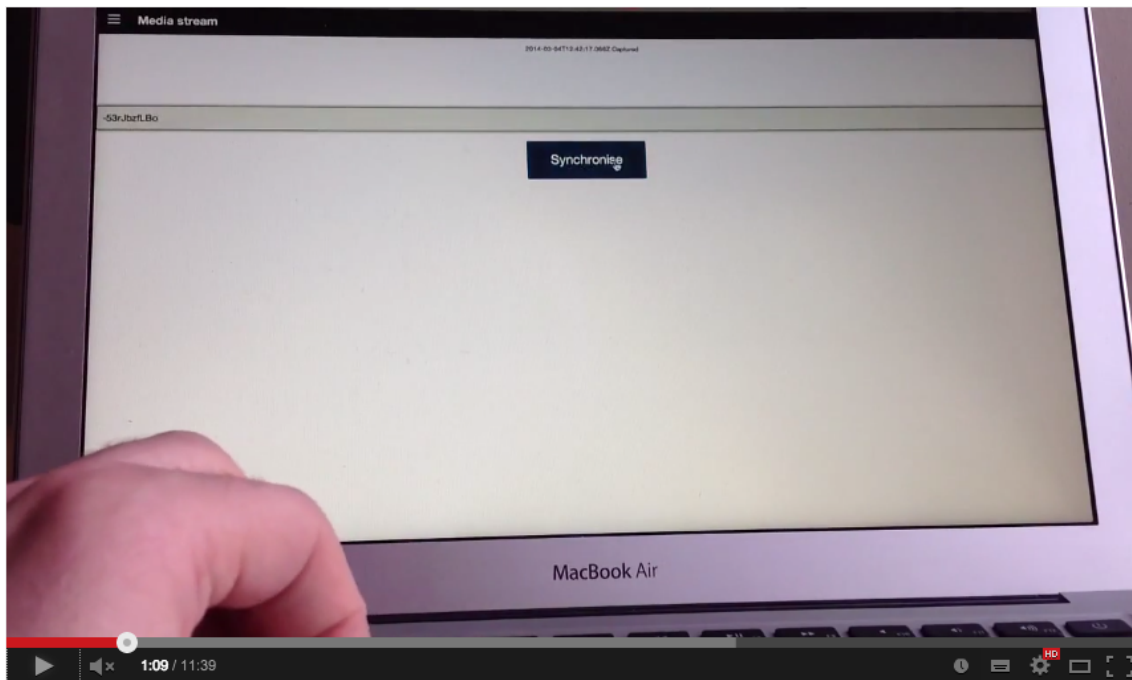 Media stream
-53rJbzfLBo
Synchronise
MacBook Air
1:09 / 11:39
HD